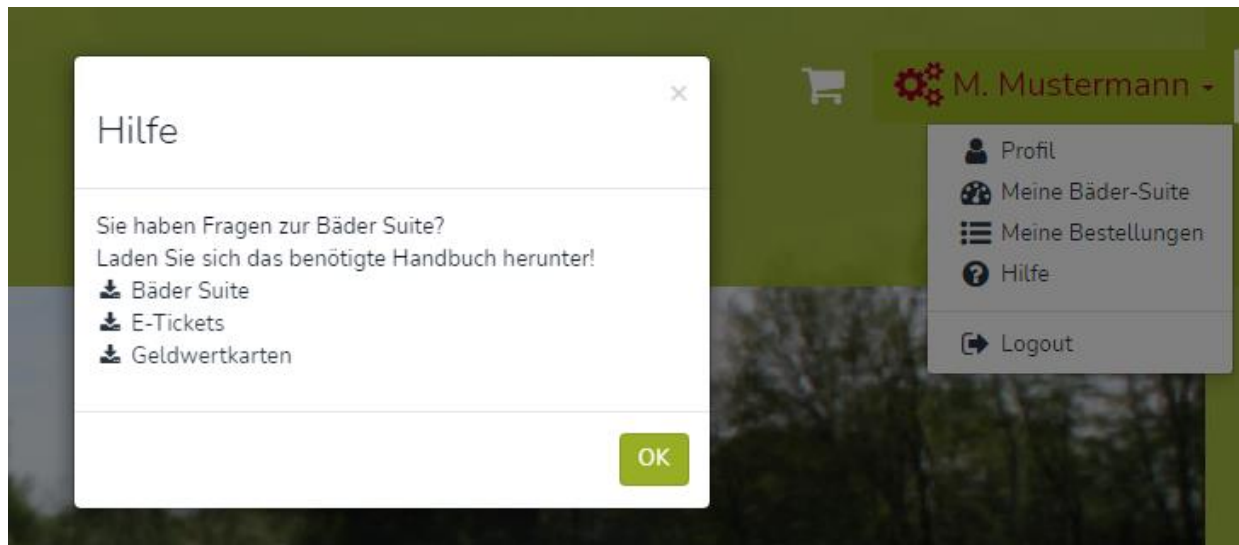 Hilfe
×
Sie haben Fragen zur Bäder Suite?
Laden Sie sich das benötigte Handbuch herunter!
Bäder Suite
E-Tickets
Geldwertkarten
OK
M. Mustermann
Profil
Meine Bäder-Suite
Meine Bestellungen
Hilfe
Logout